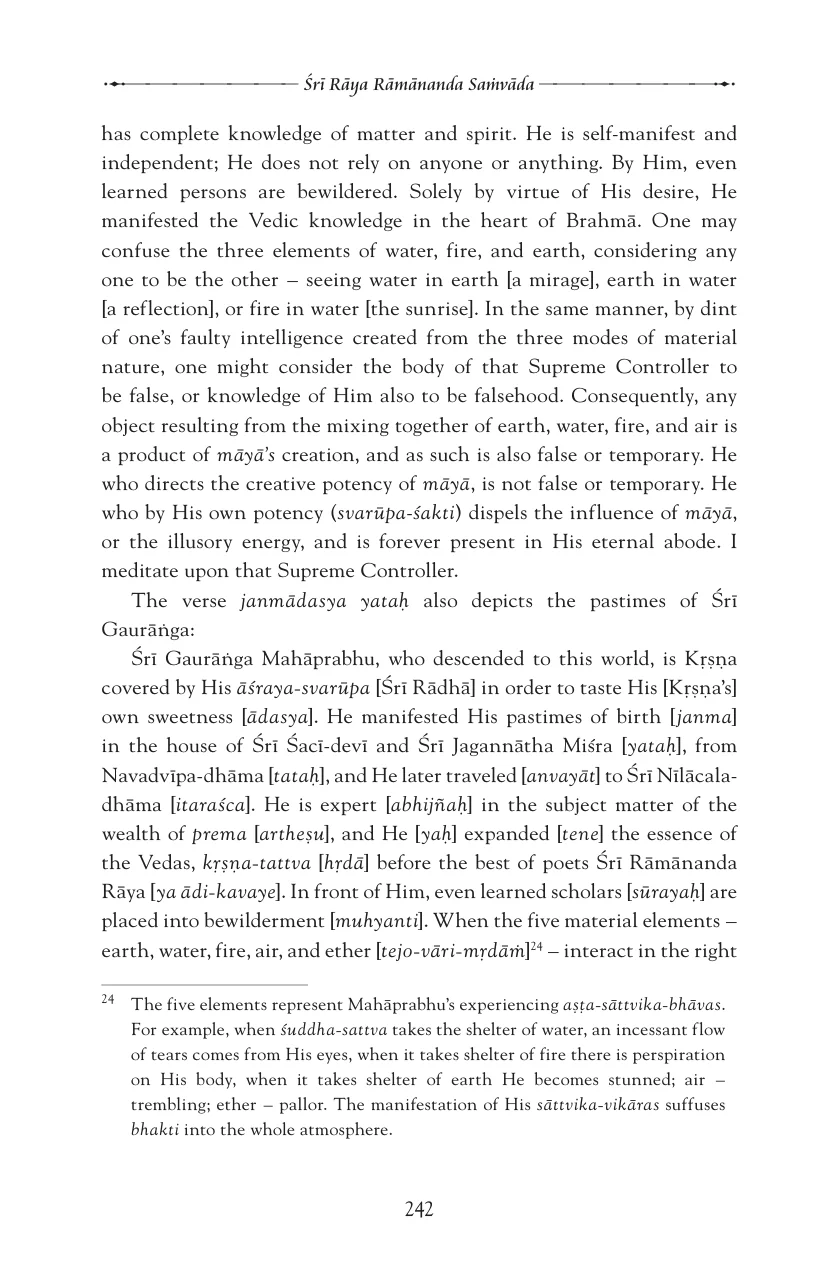 Śrī Rāya Rāmānanda Saṁvāda
has complete knowledge of matter and spirit. He is self-manifest and
independent; He does not rely on anyone or anything. By Him, even
learned persons are bewildered. Solely by virtue of His desire, He
manifested the Vedic knowledge in the heart of Brahmā. One may
confuse the three elements of water, fire, and earth, considering any
one to be the other – seeing water in earth [a mirage], earth in water
[a reflection], or fire in water [the sunrise]. In the same manner, by dint
of one’s faulty intelligence created from the three modes of material
nature, one might consider the body of that Supreme Controller to
be false, or knowledge of Him also to be falsehood. Consequently, any
object resulting from the mixing together of earth, water, fire, and air is
a product of māyā’s creation, and as such is also false or temporary. He
who directs the creative potency of māyā, is not false or temporary. He
who by His own potency (svarūpa-śakti) dispels the influence of māyā,
or the illusory energy, and is forever present in His eternal abode. I
meditate upon that Supreme Controller.
The verse janmādasya yataḥ also depicts the pastimes of Śrī
Gaurāṅga:
Śrī Gaurāṅga Mahāprabhu, who descended to this world, is Kṛṣṇa
covered by His āśraya-svarūpa [Śrī Rādhā] in order to taste His [Kṛṣṇa’s]
own sweetness [ādasya]. He manifested His pastimes of birth [janma]
in the house of Śrī Śacī-devī and Śrī Jagannātha Miśra [yataḥ], from
Navadvīpa-dhāma [tataḥ], and He later traveled [anvayāt] to Śrī Nīlācala-
dhāma [itaraśca]. He is expert [abhijñaḥ] in the subject matter of the
wealth of prema [artheṣu], and He [yaḥ] expanded [tene] the essence of
the Vedas, kṛṣṇa-tattva [hṛdā] before the best of poets Śrī Rāmānanda
Rāya [ya ādi-kavaye]. In front of Him, even learned scholars [sūrayaḥ] are
placed into bewilderment [muhyanti]. When the five material elements –
earth, water, fire, air, and ether [tejo-vāri-mṛdāṁ]24 – interact in the right
24 The five elements represent Mahāprabhu’s experiencing aṣṭa-sāttvika-bhāvas.
For example, when śuddha-sattva takes the shelter of water, an incessant flow
of tears comes from His eyes, when it takes shelter of fire there is perspiration
on His body, when it takes shelter of earth He becomes stunned; air –
trembling; ether – pallor. The manifestation of His sāttvika-vikāras suffuses
bhakti into the whole atmosphere.
242